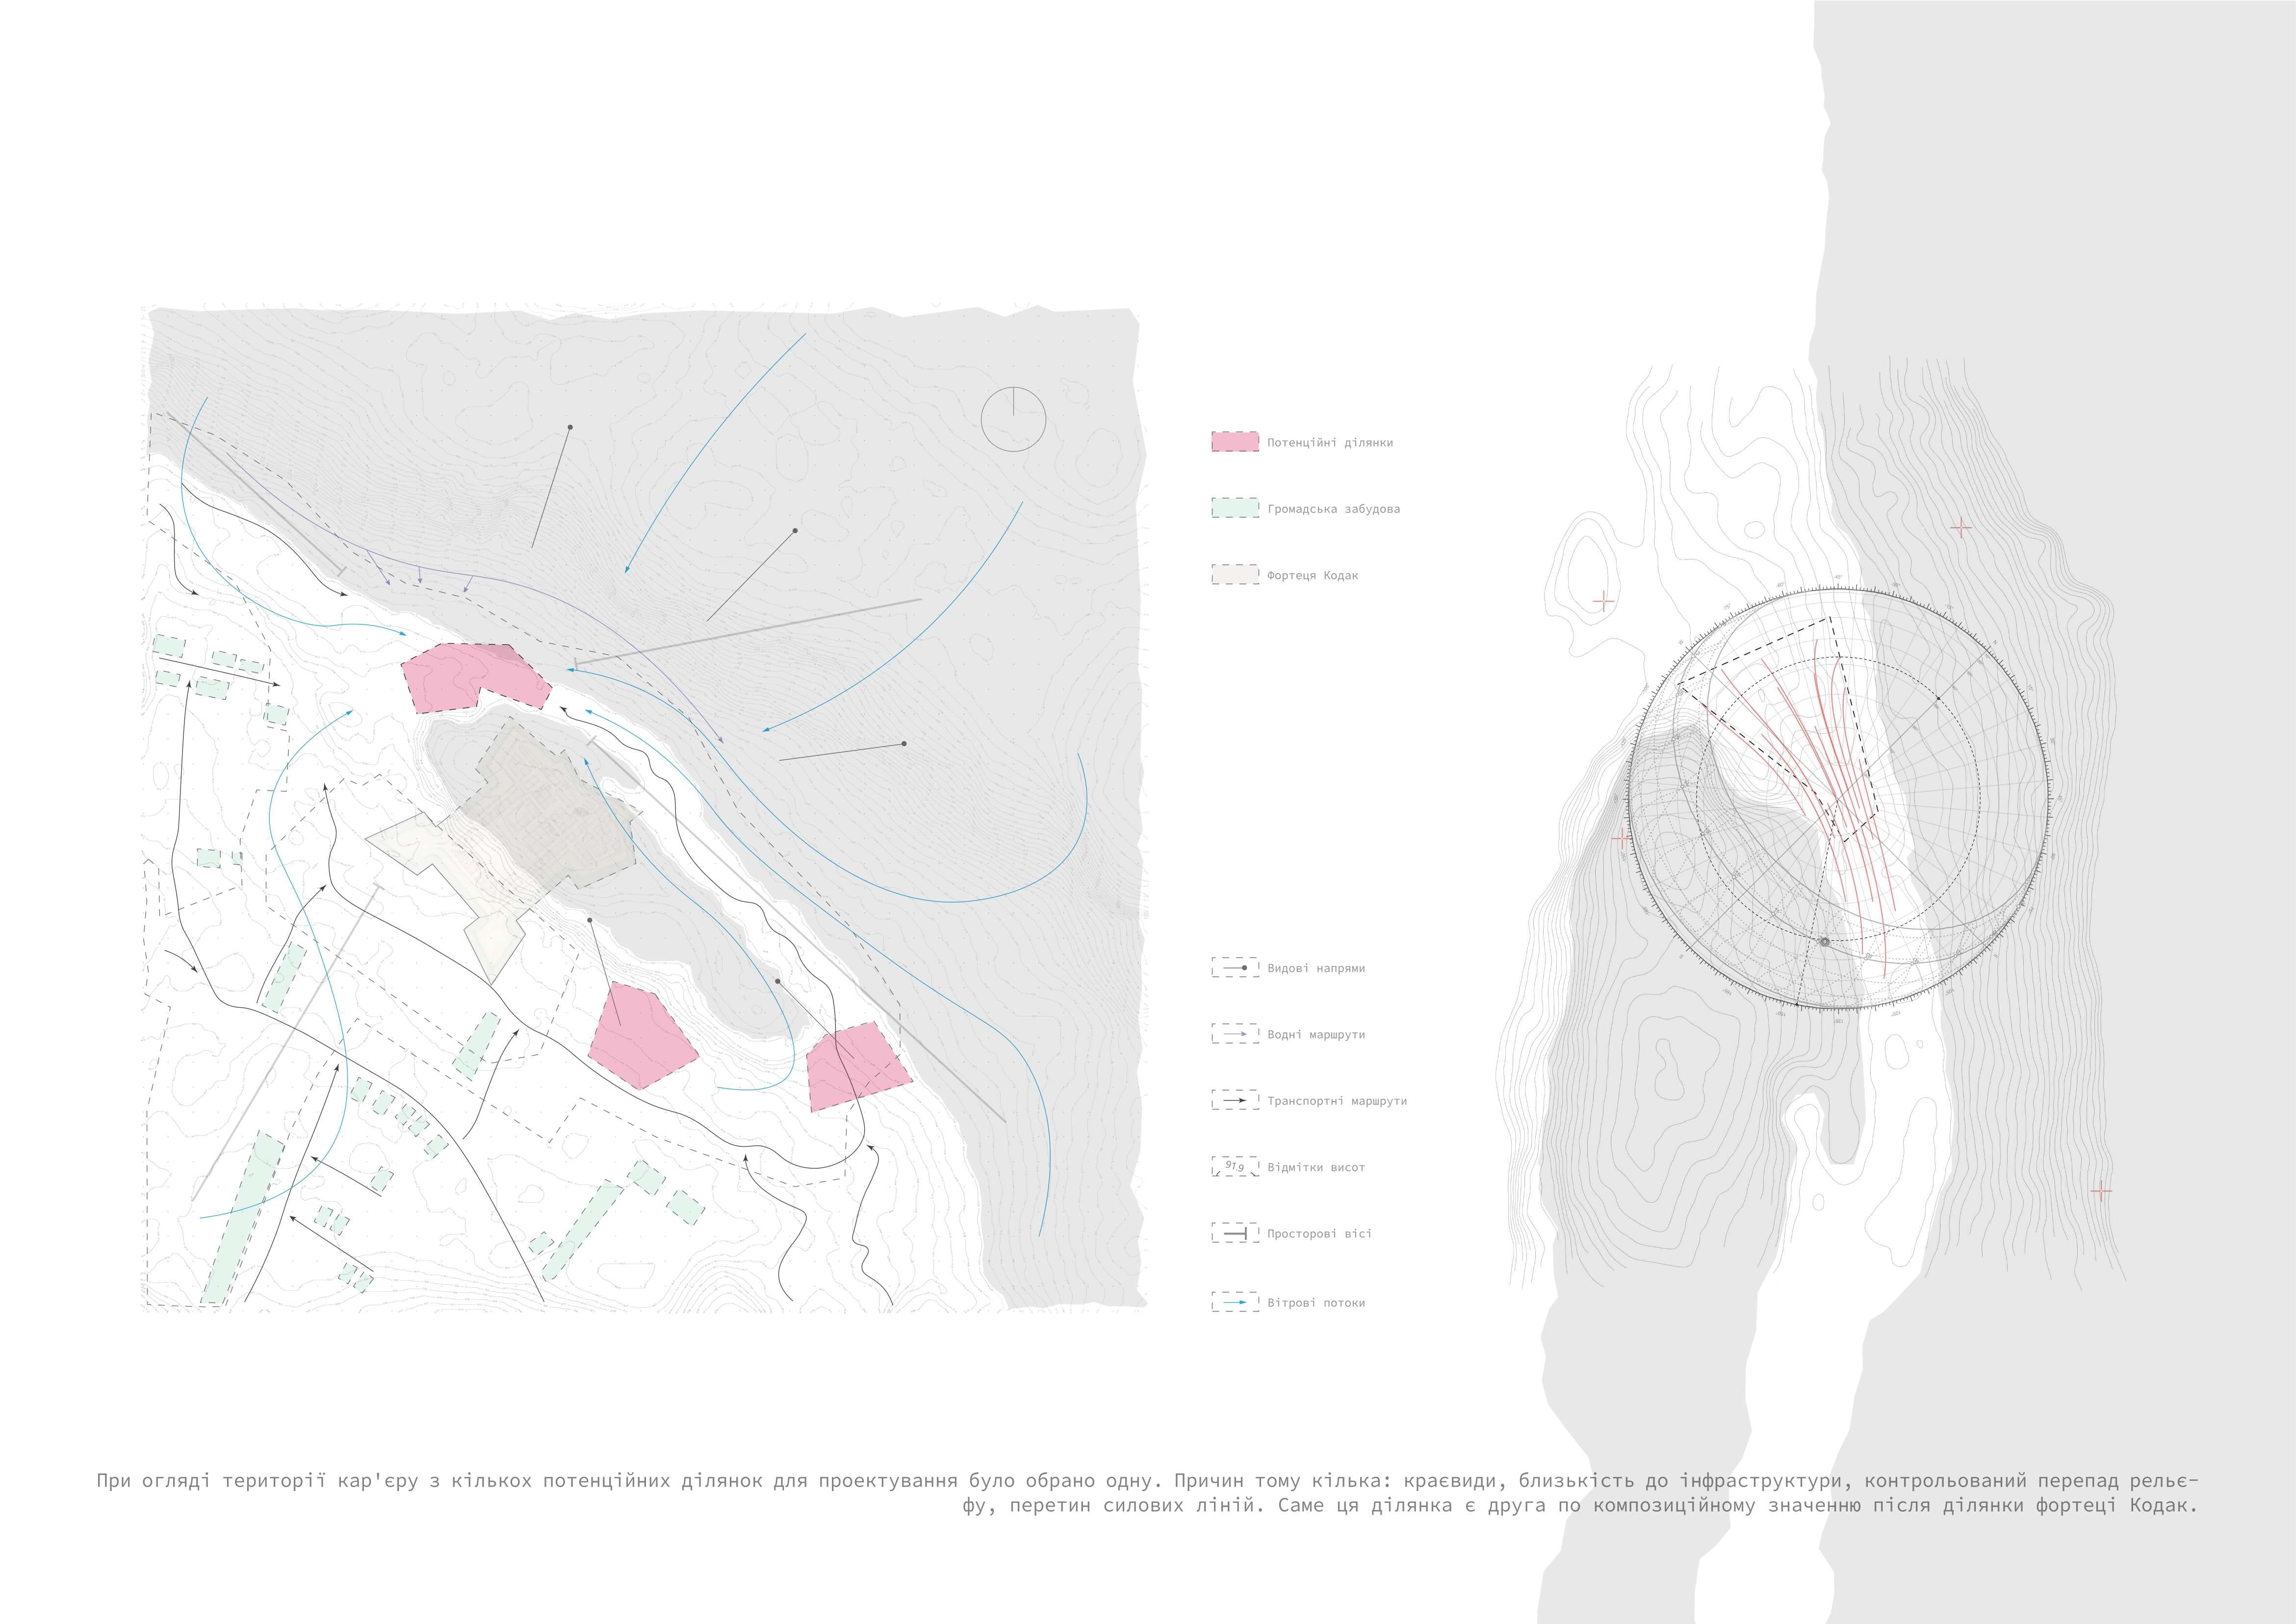 Потенційні ділянки
Громадська забудова
Фортеця Кодак
Видові напрями
Водні маршрути
Транспортні маршрути
91.9 Відмітки висот
Просторові вісі
Вітрові потоки
При огляді території кар'єру з кількох потенційних ділянок для проектування було обрано одну. Причин тому кілька: краєвиди, близькість до інфраструктури, контрольований перепад рельє-
фу, перетин силових ліній. Саме ця ділянка є друга по композиційному значенню після ділянки фортеці Кодак.